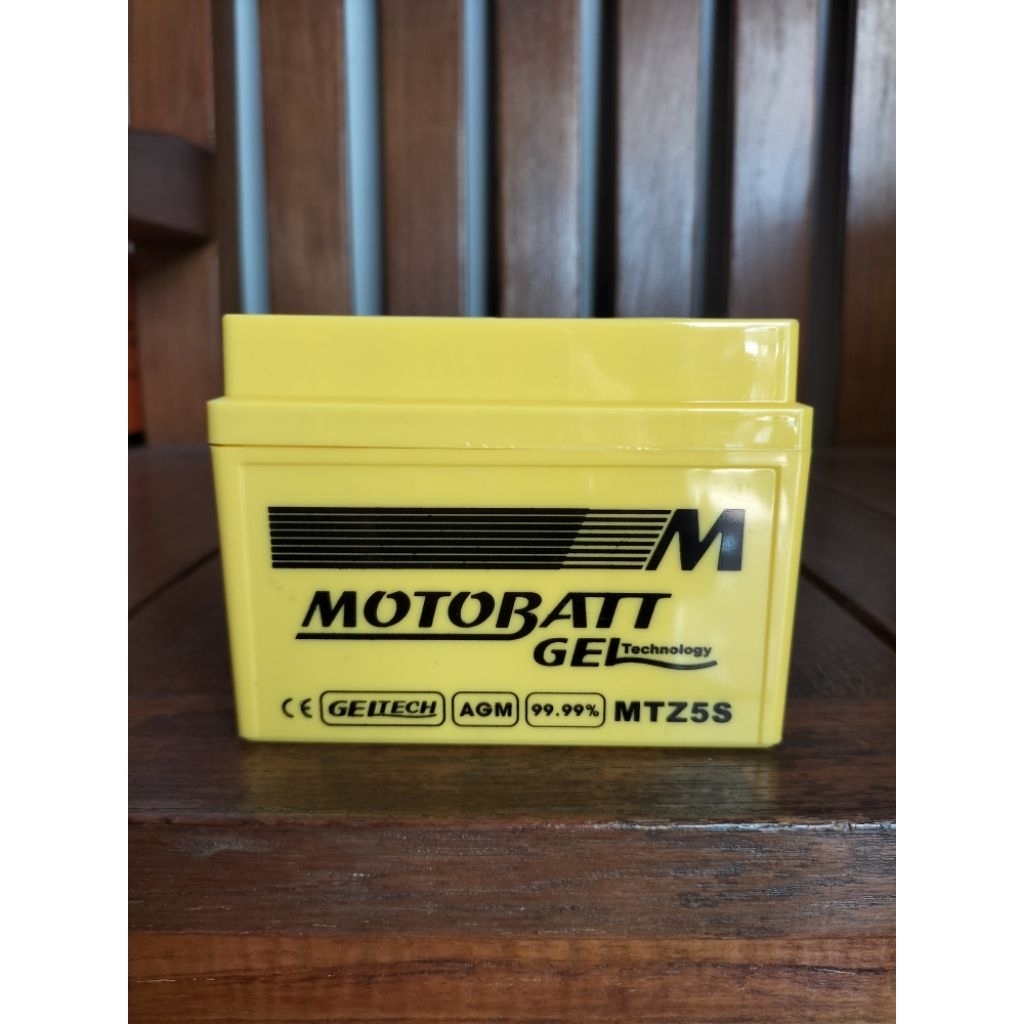 M
MOTOBATT
GEL Technology
CE GELTECH AGM 99.99% MTZ5S